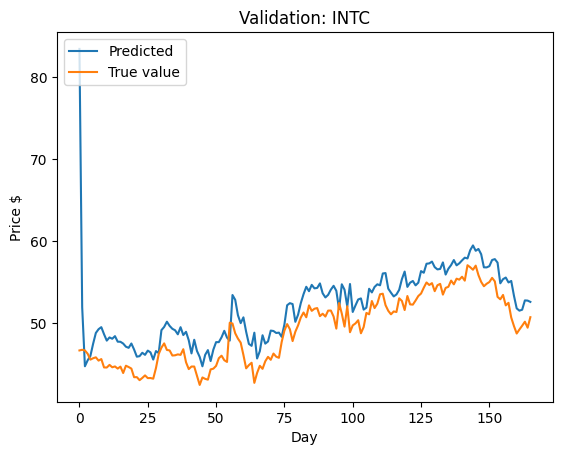 Validation: INTC
Predicted
True value
Price $
80
70
60
50
0 25 50 75 100 125 150
Day